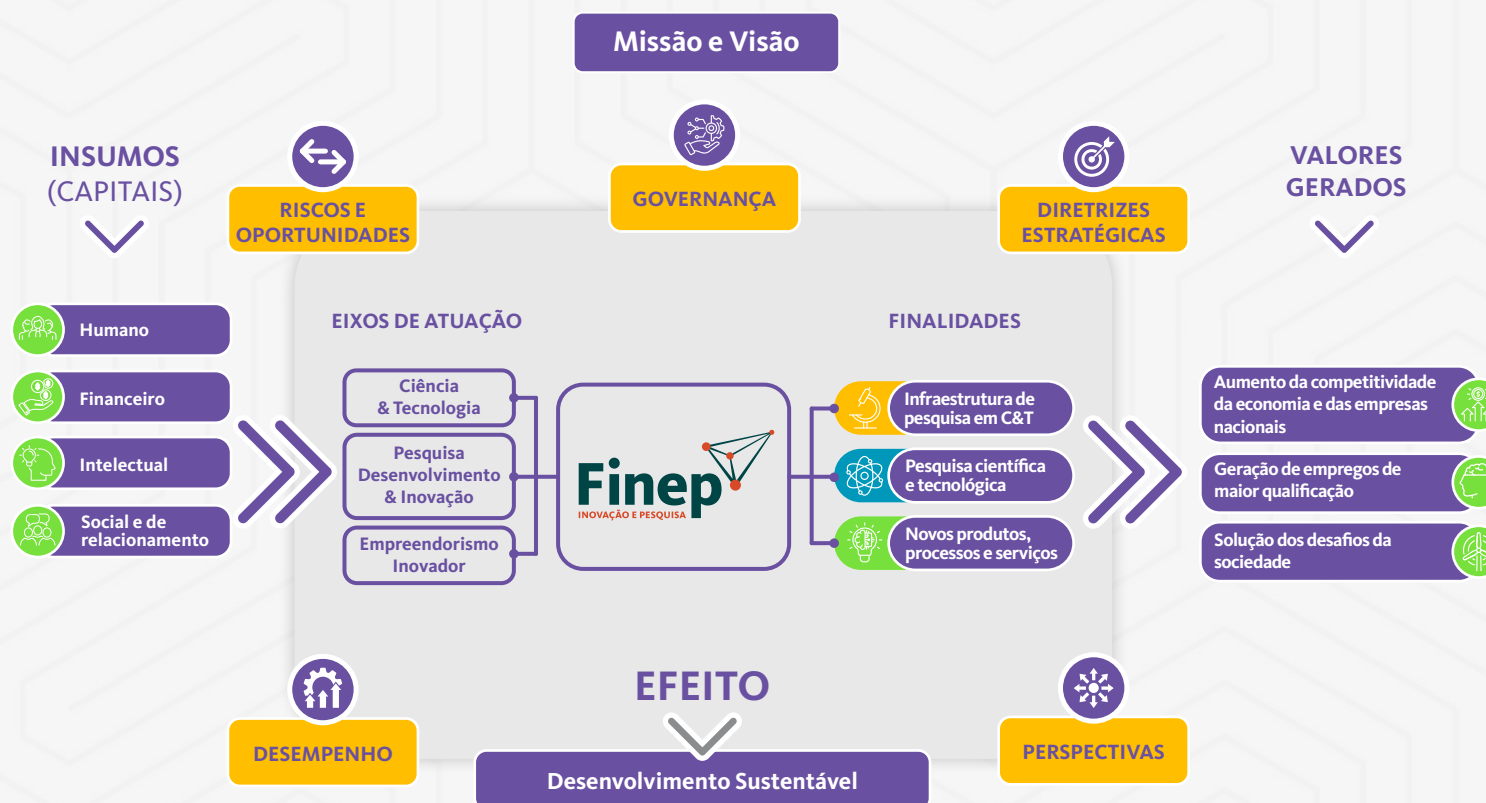 Missão e Visão
INSUMOS
(CAPITAIS)
RISCOS E
OPORTUNIDADES
GOVERNANÇA
DIRETRIZES
ESTRATÉGICAS
VALORES
GERADOS
Humano
Financeiro
Intelectual
Social e de
relacionamento
EIXOS DE ATUAÇÃO
Ciência
& Tecnologia
Pesquisa
Desenvolvimento
& Inovação
Empreendorismo
Inovador
Finep
INOVAÇÃO E PESQUISA
FINALIDADES
Infraestrutura de
pesquisa em C&T
Pesquisa científica
e tecnológica
Novos produtos,
processos e serviços
Aumento da competitividade
da economia e das empresas
nacionais
Geração de empregos de
maior qualificação
Solução dos desafios da
sociedade
DESEMPENHO
EFEITO
Desenvolvimento Sustentável
PERSPECTIVAS